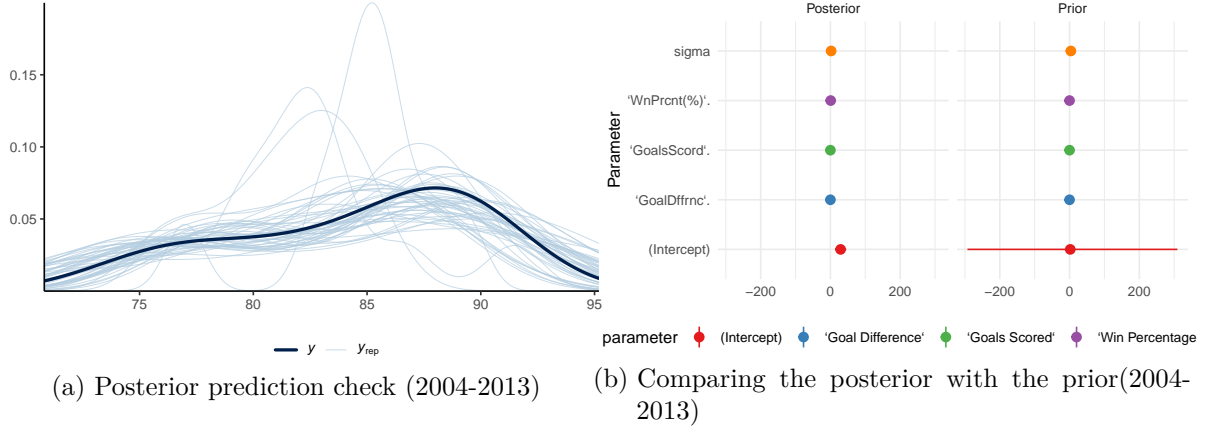 0.15
0.10
0.05
75 80 85 90 95
y yrep
(a) Posterior prediction check (2004-2013)
Posterior Prior
Parameter
sigma
‘WnPrcnt(%)‘.
‘GoalsScord‘.
‘GoalDffrnc‘.
(Intercept)
−200 0 200 −200 0 200
parameter (Intercept) ‘Goal Difference‘ ‘Goals Scored‘ ‘Win Percentage
(b) Comparing the posterior with the prior(2004-
2013)